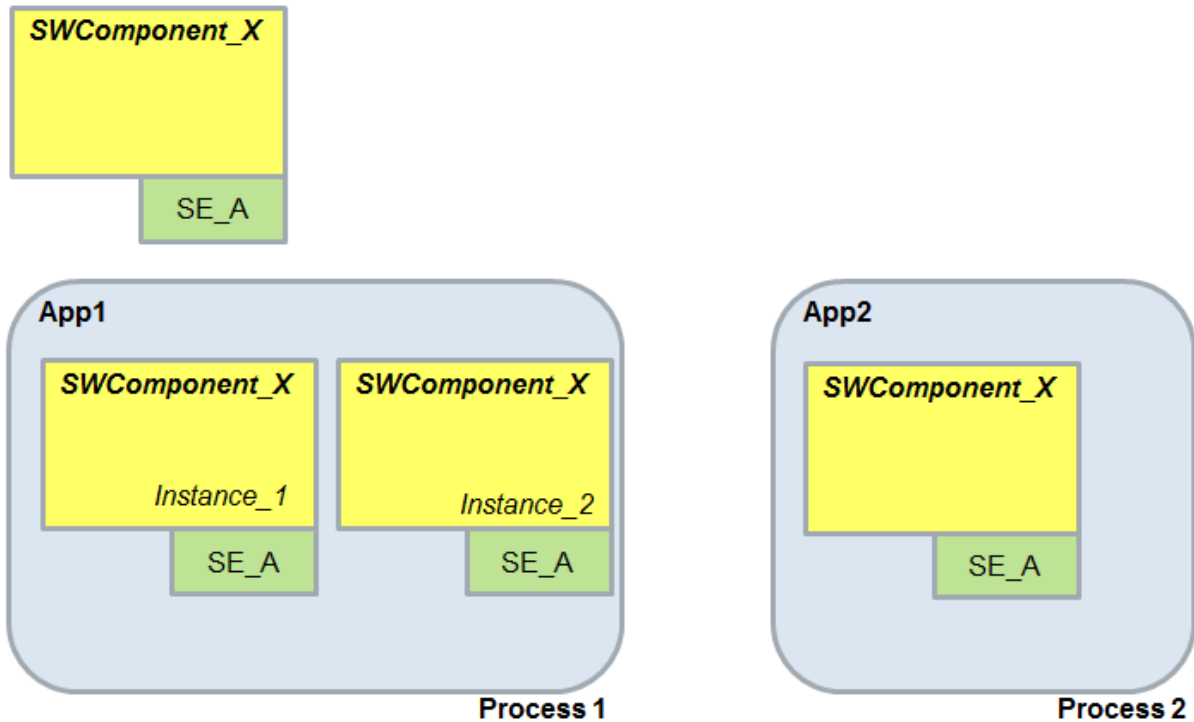 SWComponent_X
SE_A
App1
SWComponent_X
Instance_1
SE_A
SWComponent_X
Instance_2
SE_A
Process 1
App2
SWComponent_X
SE_A
Process 2